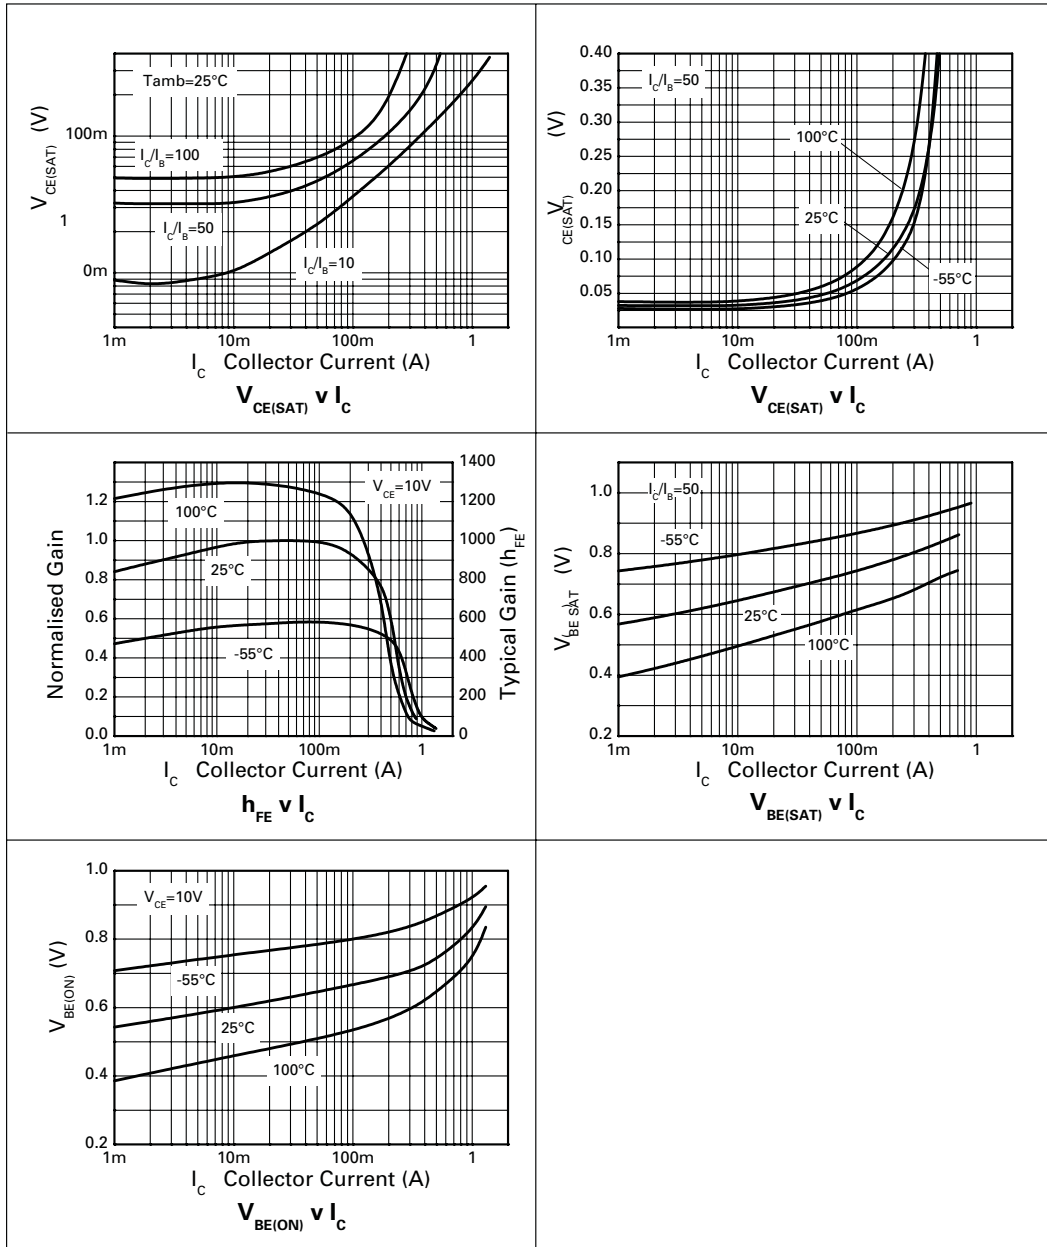 V_CE(SAT) (V)
100m
1
0m
Tamb=25°C
I_C/I_B=100
I_C/I_B=50
I_C/I_B=10
1m 10m 100m 1
I_C Collector Current (A)
V_CE(SAT) v I_C
V_CE(SAT) (V)
0.40
0.35
0.30
0.25
0.20
0.15
0.10
0.05
I_C/I_B=50
100°C
25°C
-55°C
1m 10m 100m 1
I_C Collector Current (A)
V_CE(SAT) v I_C
Normalised Gain
1.2
1.0
0.8
0.6
0.4
0.2
0.0
V_CE=10V
100°C
25°C
-55°C
1400
1200
1000
800
600
400
200
0
Typical Gain (h_FE)
1m 10m 100m 1
I_C Collector Current (A)
h_FE v I_C
V_BE SAT (V)
1.0
0.8
0.6
0.4
0.2
I_C/I_B=50
-55°C
25°C
100°C
1m 10m 100m 1
I_C Collector Current (A)
V_BE(SAT) v I_C
V_BE(ON) (V)
1.0
0.8
0.6
0.4
0.2
V_CE=10V
-55°C
25°C
100°C
1m 10m 100m 1
I_C Collector Current (A)
V_BE(ON) v I_C